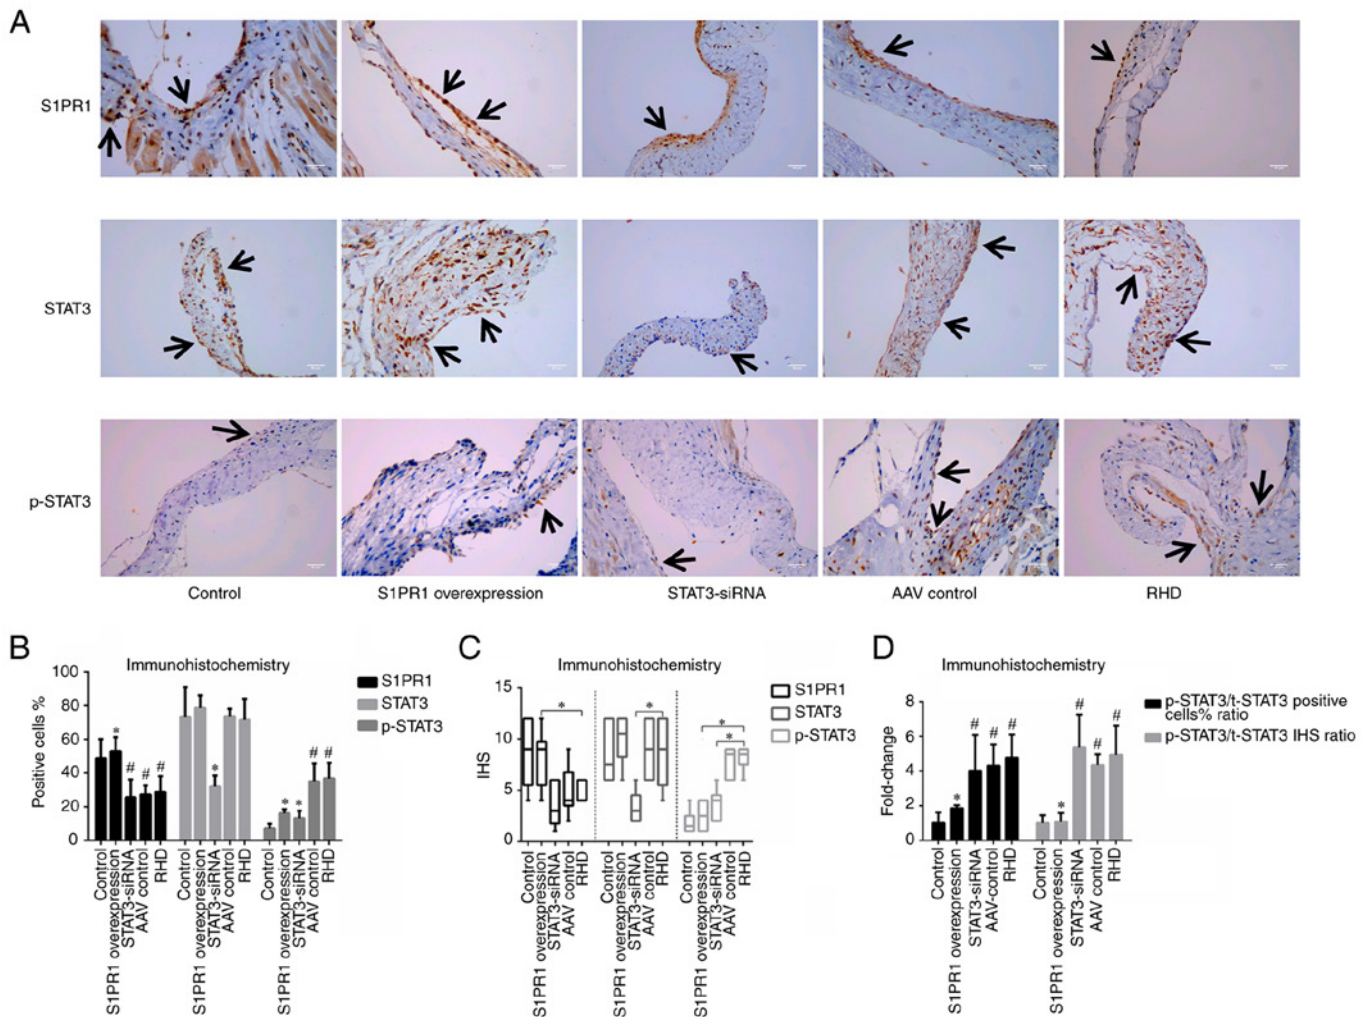 A
S1PR1
STAT3
p-STAT3
Control
S1PR1 overexpression
STAT3-siRNA
AAV control
RHD
B
Immunohistochemistry
Positive cells %
100
80
60
40
20
0
*
#
#
#
*
*
*
#
#
S1PR1
STAT3
p-STAT3
Control
S1PR1 overexpression
STAT3-siRNA
AAV control
RHD
Control
S1PR1 overexpression
STAT3-siRNA
AAV control
RHD
Control
S1PR1 overexpression
STAT3-siRNA
AAV control
RHD
C
Immunohistochemistry
IHS
15
10
5
0
*
*
*
*
S1PR1
STAT3
p-STAT3
Control
S1PR1 overexpression
STAT3-siRNA
AAV control
RHD
Control
S1PR1 overexpression
STAT3-siRNA
AAV control
RHD
Control
S1PR1 overexpression
STAT3-siRNA
AAV control
RHD
D
Immunohistochemistry
Fold-change
8
6
4
2
0
*
#
#
#
*
#
#
#
p-STAT3/t-STAT3 positive
cells% ratio
p-STAT3/t-STAT3 IHS ratio
Control
S1PR1 overexpression
STAT3-siRNA
AAV-control
RHD
Control
S1PR1 overexpression
STAT3-siRNA
AAV control
RHD